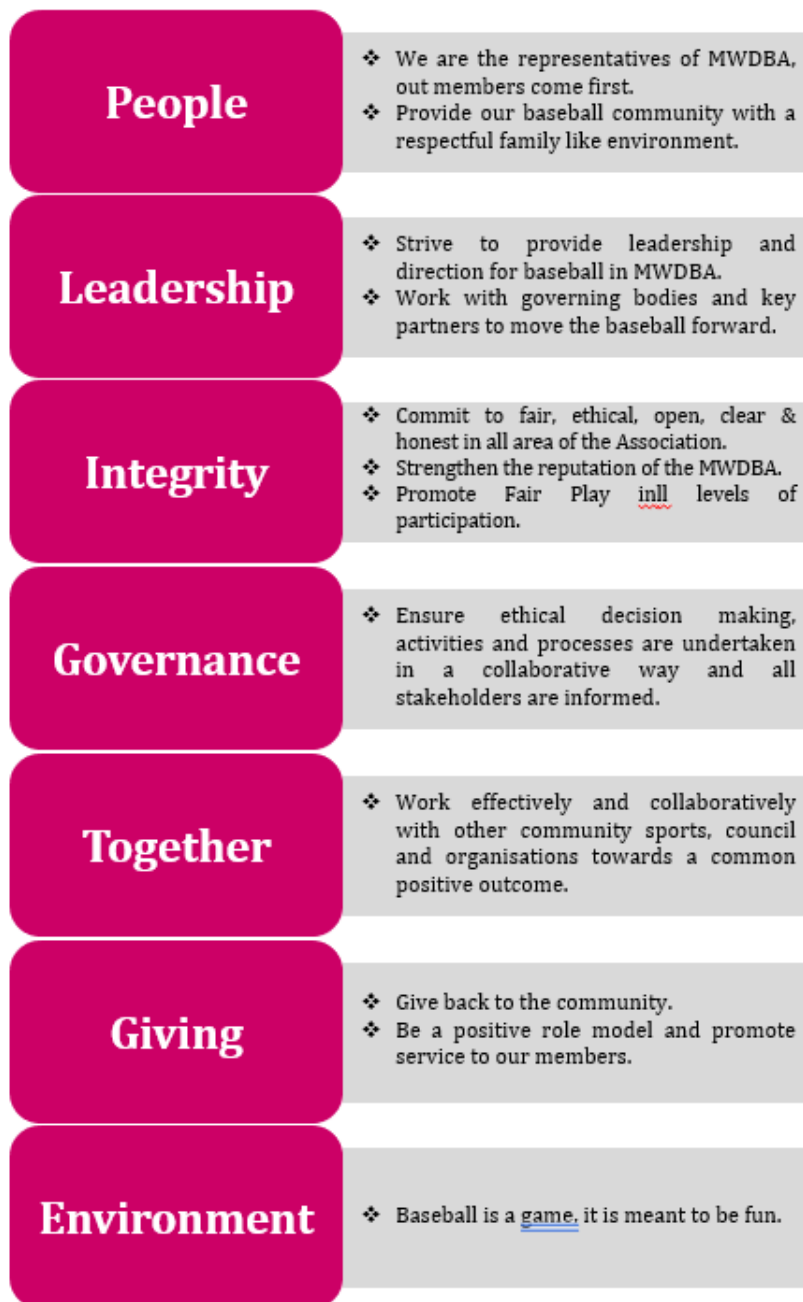 People
❖ We are the representatives of MWDBA,
out members come first.
❖ Provide our baseball community with a
respectful family like environment.
Leadership
❖ Strive to provide leadership and
direction for baseball in MWDBA.
❖ Work with governing bodies and key
partners to move the baseball forward.
Integrity
❖ Commit to fair, ethical, open, clear &
honest in all area of the Association.
❖ Strengthen the reputation of the MWDBA.
❖ Promote Fair Play inll levels of
participation.
Governance
❖ Ensure ethical decision making,
activities and processes are undertaken
in a collaborative way and all
stakeholders are informed.
Together
❖ Work effectively and collaboratively
with other community sports, council
and organisations towards a common
positive outcome.
Giving
❖ Give back to the community.
❖ Be a positive role model and promote
service to our members.
Environment
❖ Baseball is a game, it is meant to be fun.